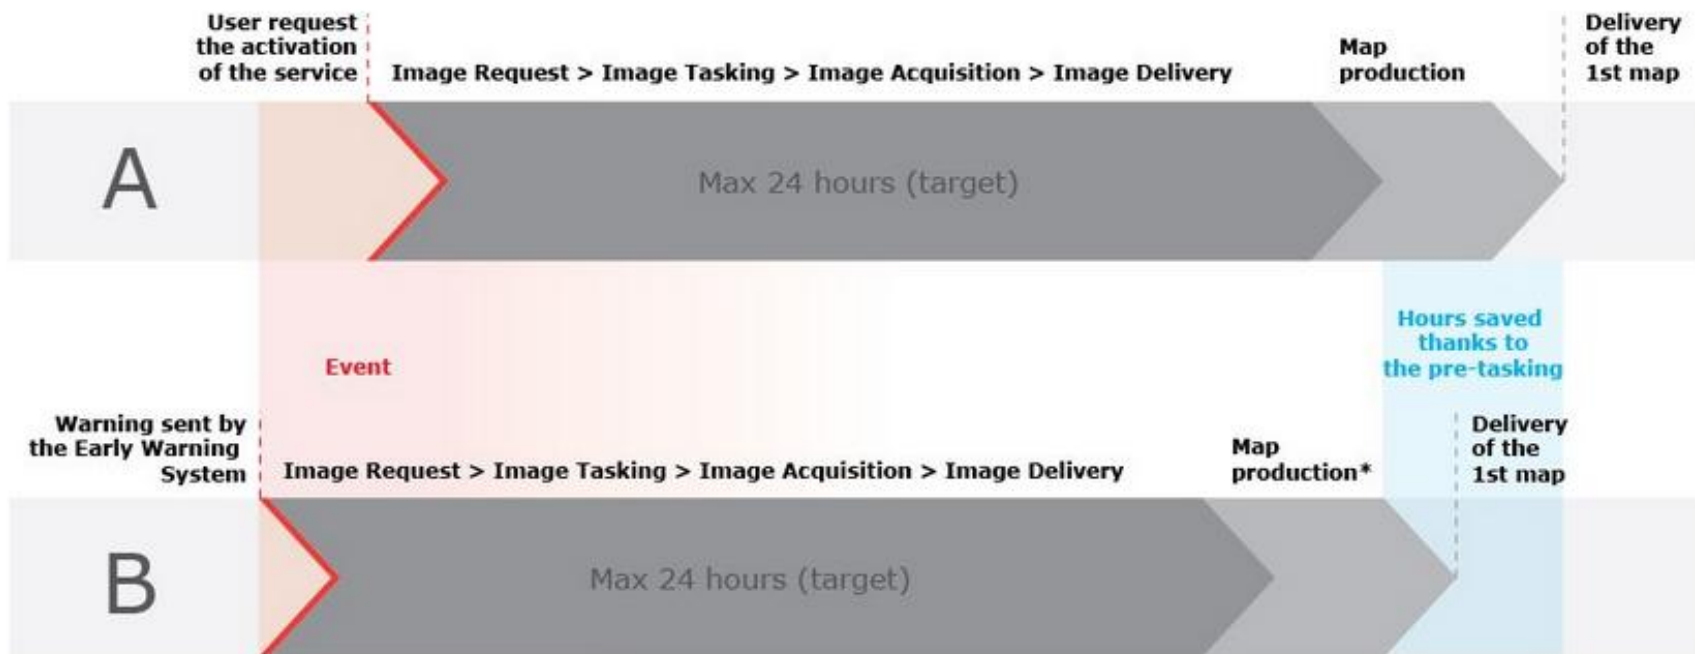 User request
the activation
of the service
Image Request > Image Tasking > Image Acquisition > Image Delivery
Map
production
Delivery
of the
1st map
A
Max 24 hours (target)
Event
Hours saved
thanks to
the pre-tasking
Warning sent by
the Early Warning
System
Image Request > Image Tasking > Image Acquisition > Image Delivery
Map
production*
Delivery
of the
1st map
B
Max 24 hours (target)